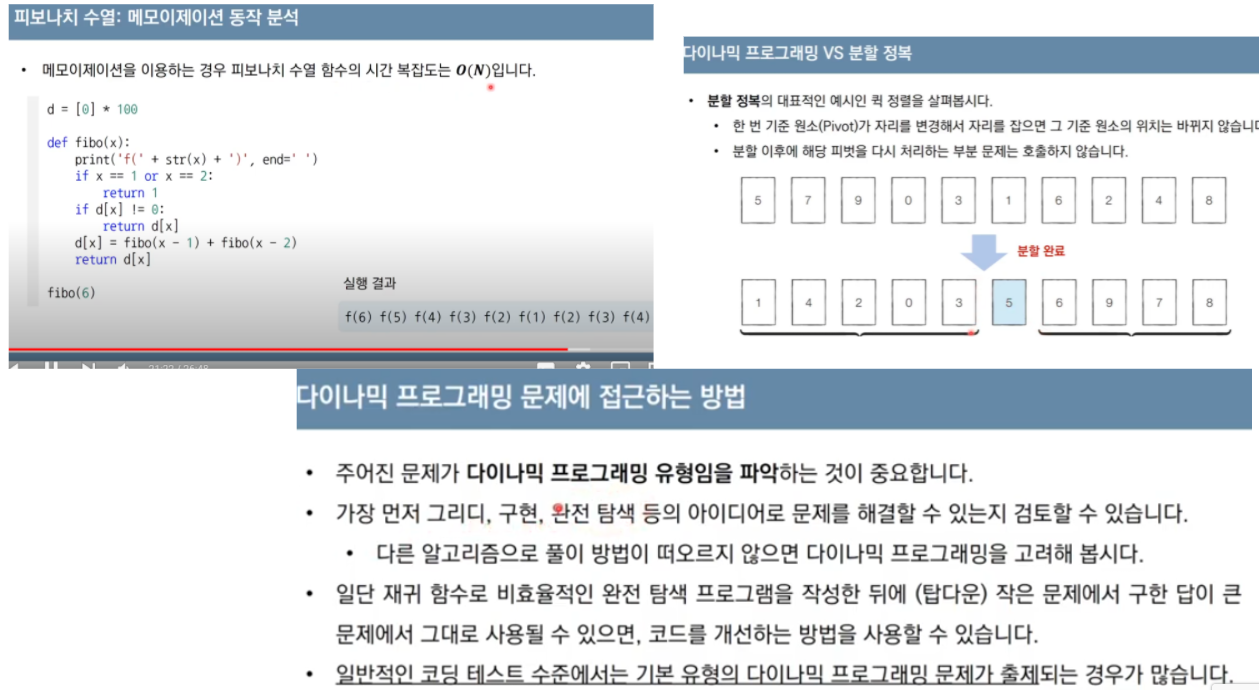 피보나치 수열: 메모이제이션 동작 분석
• 메모이제이션을 이용하는 경우 피보나치 수열 함수의 시간 복잡도는 O(N)입니다.
d = [0] * 100
def fibo(x):
    print('f(' + str(x) + ')', end=' ')
    if x == 1 or x == 2:
        return 1
    if d[x] != 0:
        return d[x]
    d[x] = fibo(x - 1) + fibo(x - 2)
    return d[x]
fibo(6)
실행 결과
f(6) f(5) f(4) f(3) f(2) f(1) f(2) f(3) f(4)
다이나믹 프로그래밍 VS 분할 정복
• 분할 정복의 대표적인 예시인 퀵 정렬을 살펴봅시다.
• 한 번 기준 원소(Pivot)가 자리를 변경해서 자리를 잡으면 그 기준 원소의 위치는 바뀌지 않습니다
• 분할 이후에 해당 피벗을 다시 처리하는 부분 문제는 호출하지 않습니다.
5 7 9 0 3 1 6 2 4 8
분할 완료
1 4 2 0 3 5 6 9 7 8
다이나믹 프로그래밍 문제에 접근하는 방법
• 주어진 문제가 다이나믹 프로그래밍 유형임을 파악하는 것이 중요합니다.
• 가장 먼저 그리디, 구현, 완전 탐색 등의 아이디어로 문제를 해결할 수 있는지 검토할 수 있습니다.
• 다른 알고리즘으로 풀이 방법이 떠오르지 않으면 다이나믹 프로그래밍을 고려해 봅시다.
• 일단 재귀 함수로 비효율적인 완전 탐색 프로그램을 작성한 뒤에 (탑다운) 작은 문제에서 구한 답이 큰
문제에서 그대로 사용될 수 있으면, 코드를 개선하는 방법을 사용할 수 있습니다.
• 일반적인 코딩 테스트 수준에서는 기본 유형의 다이나믹 프로그래밍 문제가 출제되는 경우가 많습니다.